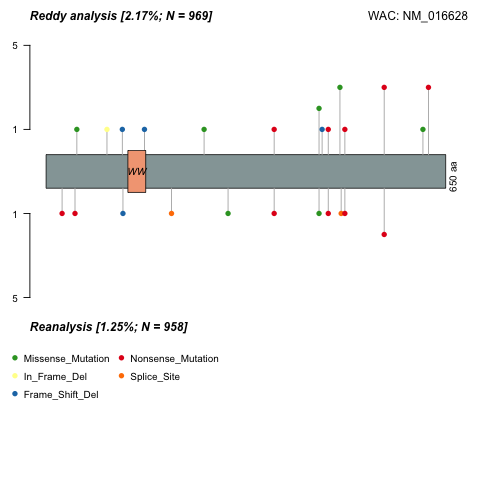 Reddy analysis [2.17%; N = 969]
WAC: NM_016628
5
1
WW
650 aa
1
5
Reanalysis [1.25%; N = 958]
Missense_Mutation
Nonsense_Mutation
In_Frame_Del
Splice_Site
Frame_Shift_Del